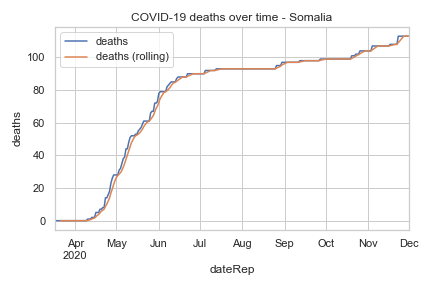 COVID-19 deaths over time - Somalia
deaths
deaths (rolling)
100
80
60
40
20
0
deaths
Apr May Jun Jul Aug Sep Oct Nov Dec
2020
dateRep